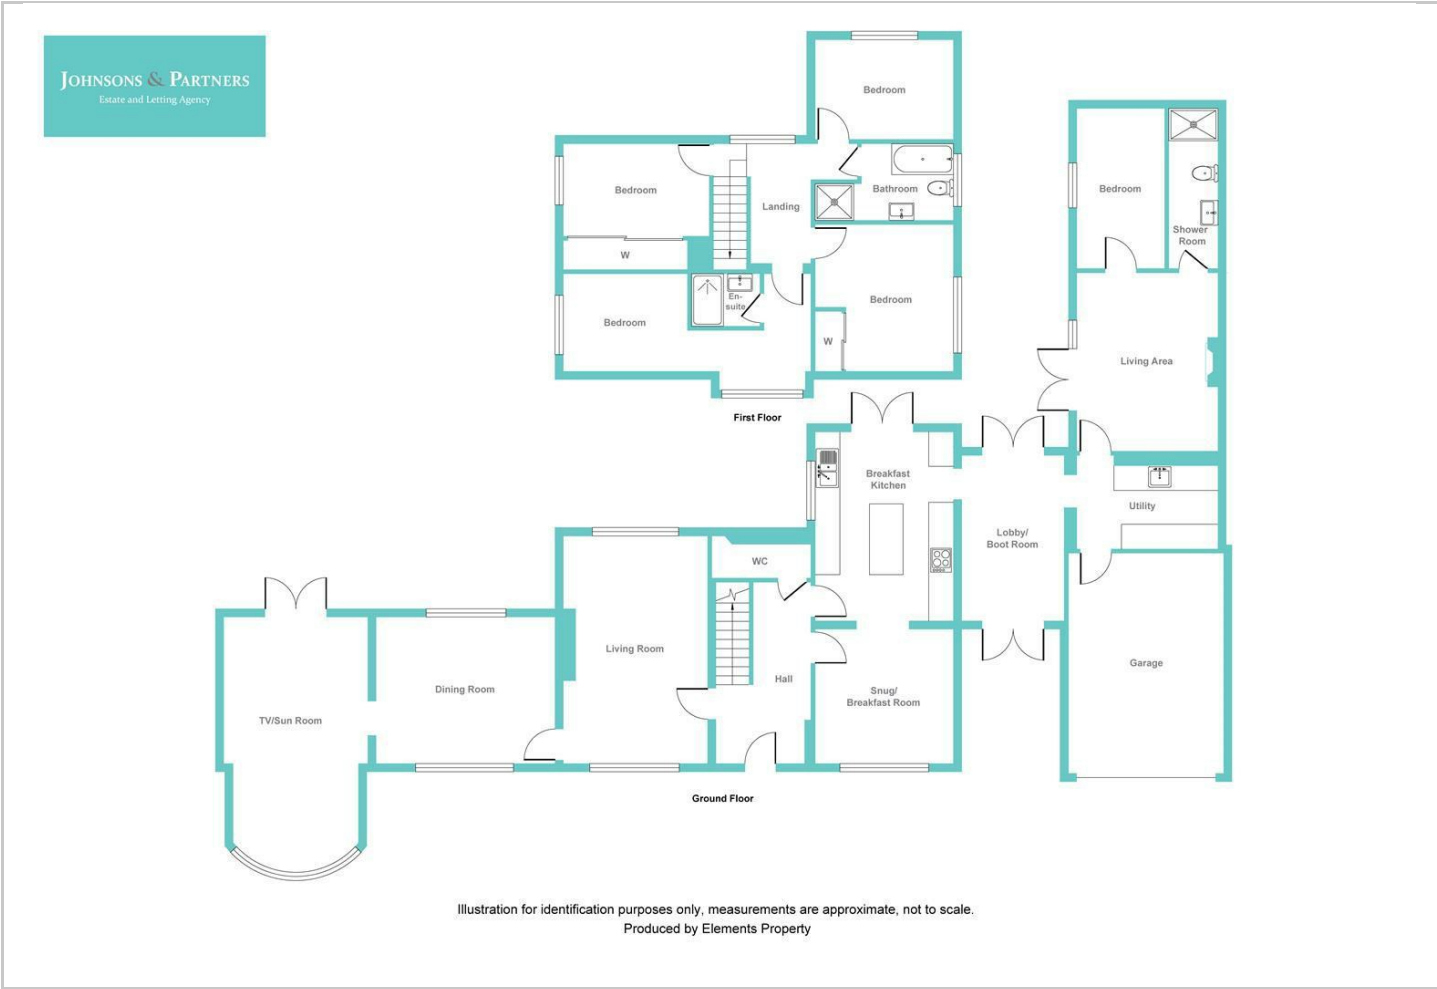 JOHNSONS & PARTNERS
Estate and Letting Agency
Bedroom
Bedroom
Bathroom
Landing
W
En-
suite
Bedroom
Bedroom
W
First Floor
Bedroom
Shower
Room
Living Area
Utility
Garage
Breakfast
Kitchen
Lobby/
Boot Room
WC
Living Room
Hall
Snug/
Breakfast Room
Dining Room
TV/Sun Room
Ground Floor
Illustration for identification purposes only, measurements are approximate, not to scale.
Produced by Elements Property